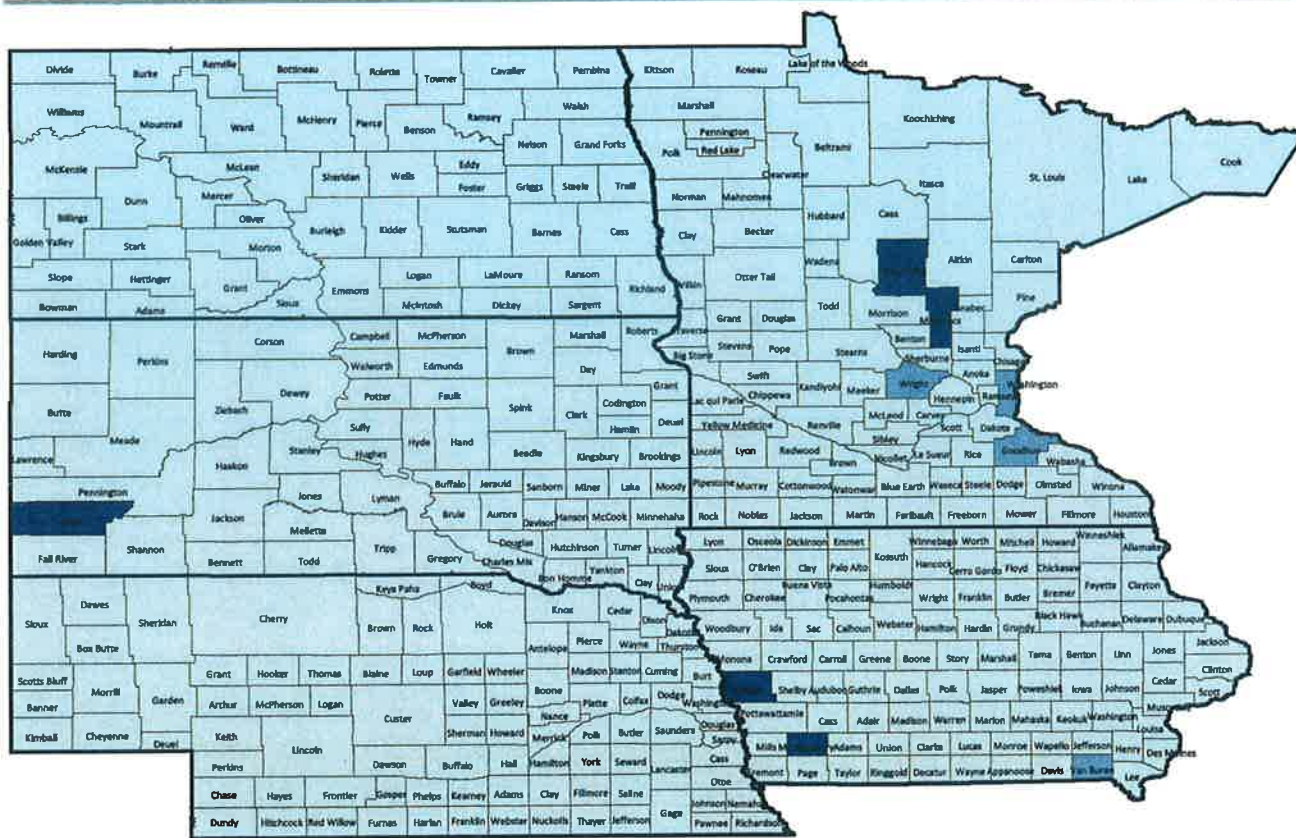 Divide Burke Renville Bottineau Rolette Towner Cavalier Pembina Kittson Roseau Lake of the Woods
Williams Mountrail Ward McHenry Pierce Benson Ramsey Walsh Marshall Koochiching
Pennington
Nelson Grand Forks Polk Red Lake Beltrami Cook
McKenzie McLean Sheridan Wells Eddy Clearwater Itasca St. Louis Lake
Dunn Mercer Foster Griggs Steele Traill Norman Mahnomen
Billings Oliver Hubbard Cass
Golden Valley Stark Morton Burleigh Kidder Stutsman Barnes Cass Clay Becker
Wadena Aitkin Carlton
Slope Hettinger Grant Emmons Logan LaMoure Ransom Richland Wilkin Otter Tail
Bowman Adams Sioux McIntosh Dickey Sargent Todd Morrison Pine
Grant Douglas
Harding Perkins Corson Campbell McPherson Brown Marshall Roberts Traverse Benton
Walworth Edmunds Day Big Stone Stevens Pope Stearns Sherburne Isanti Chisago
Butte Ziebach Dewey Potter Faulk Spink Clark Codington Grant Swift Kandiyohi Meeker Wright Anoka Washington
Meade Sully Hyde Hand Hamlin Deuel Lac qui Parle Chippewa McLeod Carver Hennepin Ramsey
Lawrence Haakon Stanley Hughes Beadle Kingsbury Brookings Yellow Medicine Renville Sibley Scott Dakota
Lincoln Lyon Redwood Brown Nicollet Le Sueur Rice Goodhue Wabasha
Pennington Jones Lyman Buffalo Jerauld Sanborn Miner Lake Moody Pipestone Murray Cottonwood Watonwan Blue Earth Waseca Steele Dodge Olmsted Winona
Jackson Mellette Brule Aurora Davison Hanson McCook Minnehaha Rock Nobles Jackson Martin Faribault Freeborn Mower Fillmore Houston
Fall River Shannon Bennett Todd Tripp Gregory Douglas Charles Mix Hutchinson Turner Lincoln Lyon Osceola Dickinson Emmet Kossuth Winnebago Worth Mitchell Howard Winneshiek Allamakee
Bon Homme Yankton Clay Union Sioux O'Brien Clay Palo Alto Hancock Cerro Gordo Floyd Chickasaw
Keya Paha Boyd Plymouth Cherokee Buena Vista Pocahontas Humboldt Wright Franklin Butler Bremer Fayette Clayton
Sioux Dawes Sheridan Cherry Brown Rock Holt Knox Cedar Dixon Dakota Woodbury Ida Sac Calhoun Webster Hamilton Hardin Grundy Black Hawk Buchanan Delaware Dubuque
Box Butte Antelope Pierce Wayne Thurston Monona Crawford Carroll Greene Boone Story Marshall Tama Benton Linn Jones Jackson
Scotts Bluff Morrill Garden Grant Hooker Thomas Blaine Loup Garfield Wheeler Madison Stanton Cuming Burt Clinton
Banner Arthur McPherson Logan Custer Valley Greeley Boone Platte Colfax Dodge Washington Shelby Audubon Guthrie Dallas Polk Jasper Poweshiek Iowa Johnson Cedar Scott
Kimball Cheyenne Deuel Keith Lincoln Sherman Howard Nance Merrick Polk Butler Saunders Douglas Sarpy Pottawattamie Cass Adair Madison Warren Marion Mahaska Keokuk Washington Louisa
Perkins Dawson Buffalo Hall Hamilton York Seward Lancaster Cass Otoe Mills Adams Union Clarke Lucas Monroe Wapello Jefferson Henry Des Moines
Chase Hayes Frontier Gosper Phelps Kearney Adams Clay Fillmore Saline Gage Johnson Nemaha Page Taylor Ringgold Decatur Wayne Appanoose Davis Van Buren Lee
Dundy Hitchcock Red Willow Furnas Harlan Franklin Webster Nuckolls Thayer Jefferson Pawnee Richardson